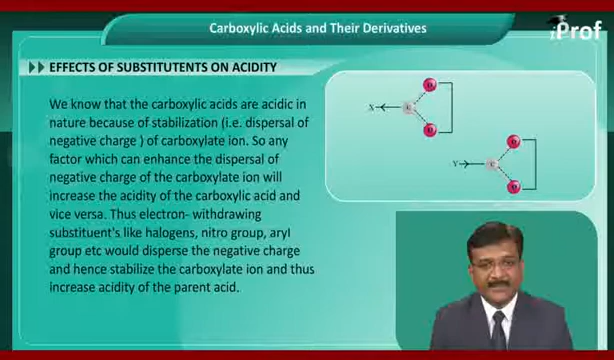 Carboxylic Acids and Their Derivatives
iProf
EFFECTS OF SUBSTITUTENTS ON ACIDITY
We know that the carboxylic acids are acidic in
nature because of stabilization (i.e. dispersal of
negative charge ) of carboxylate ion. So any
factor which can enhance the dispersal of
negative charge of the carboxylate ion will
increase the acidity of the carboxylic acid and
vice versa. Thus electron- withdrawing
substituent's like halogens, nitro group, aryl
group etc would disperse the negative charge
and hence stabilize the carboxylate ion and thus
increase acidity of the parent acid.
X
Y